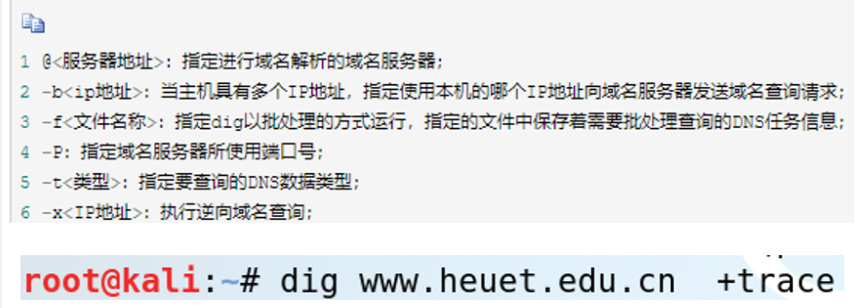 1 @<服务器地址>: 指定进行域名解析的域名服务器;
2 -b<ip地址>: 当主机具有多个IP地址, 指定使用本机的哪个IP地址向域名服务器发送域名查询请求;
3 -f<文件名称>: 指定dig以批处理的方式运行, 指定的文件中保存着需要批处理查询的DNS任务信息;
4 -P: 指定域名服务器所使用端口号;
5 -t<类型>: 指定要查询的DNS数据类型;
6 -x<IP地址>: 执行逆向域名查询;
root@kali:~# dig www.heuet.edu.cn +trace